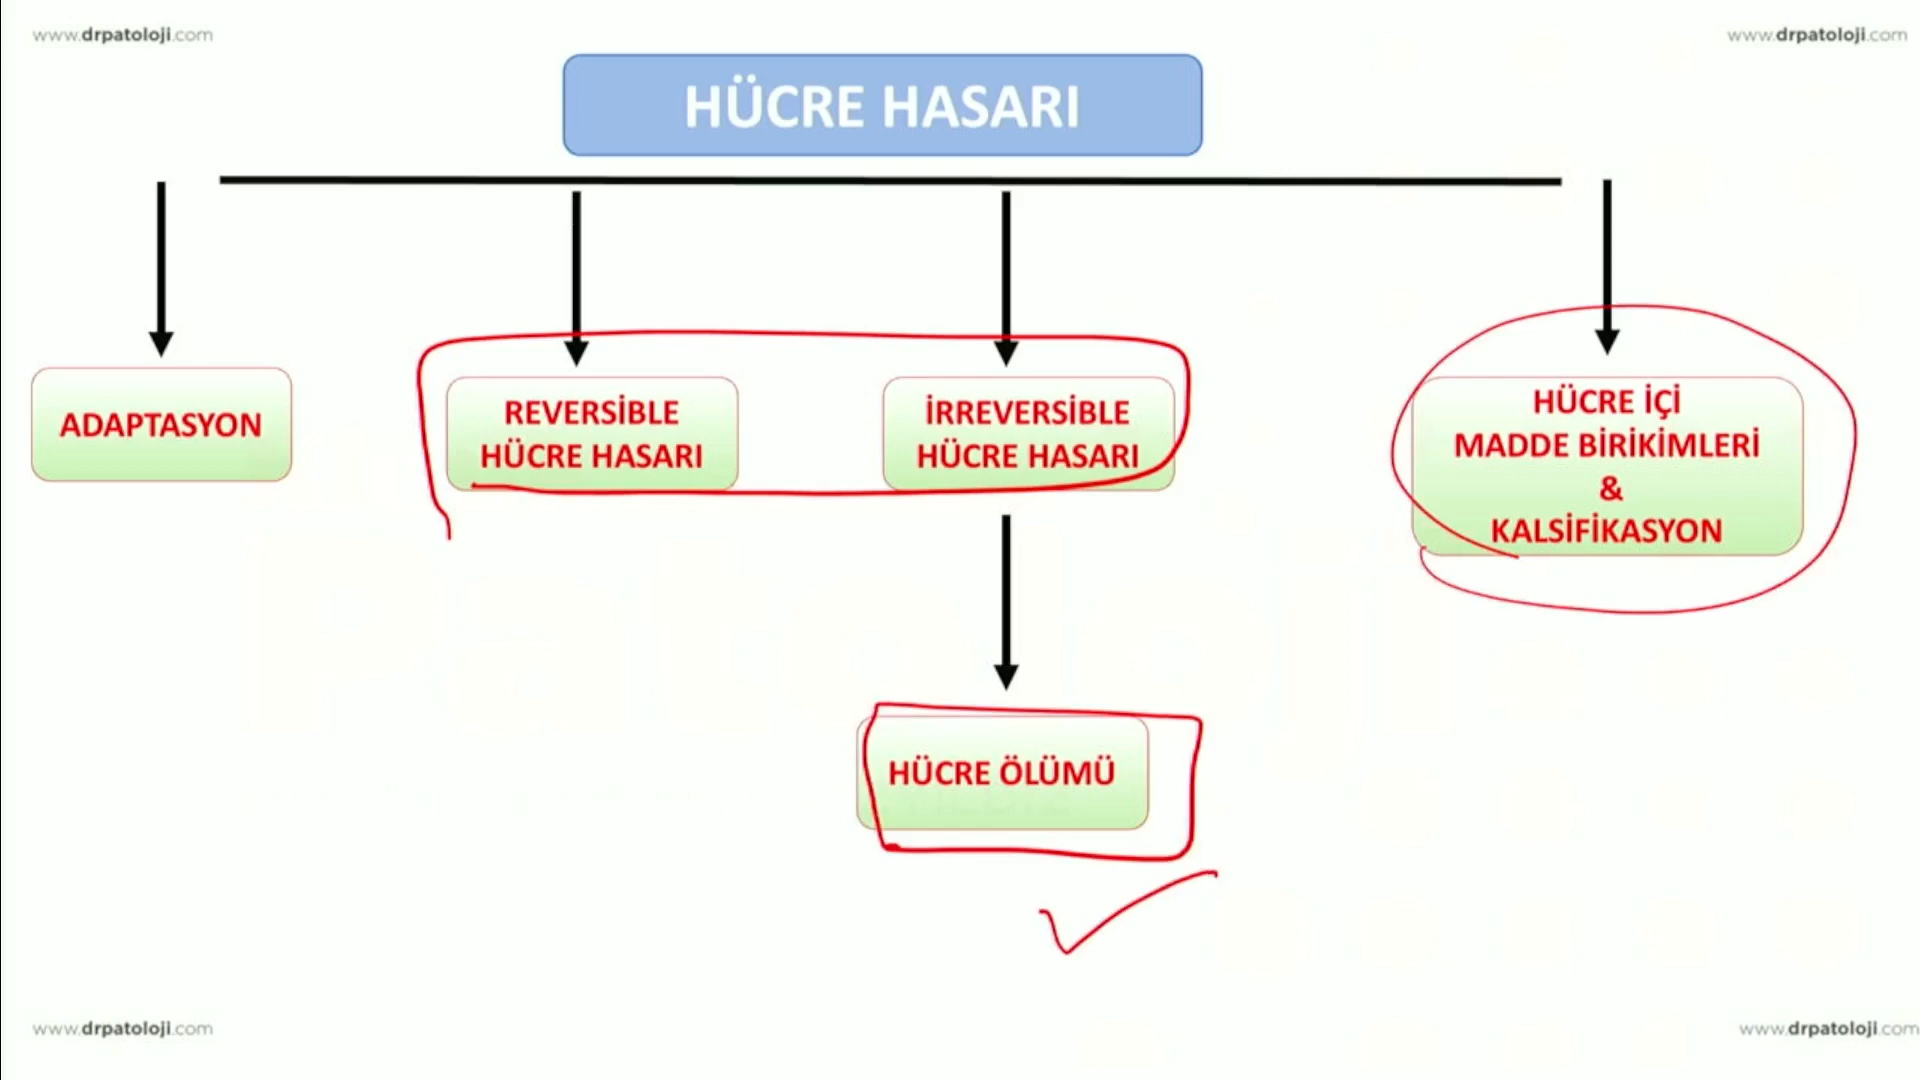 www.drpatoloji.com
www.drpatoloji.com
HÜCRE HASARI
ADAPTASYON
REVERSİBLE
HÜCRE HASARI
İRREVERSİBLE
HÜCRE HASARI
HÜCRE İÇİ
MADDE BİRİKİMLERİ
&
KALSİFİKASYON
HÜCRE ÖLÜMÜ
www.drpatoloji.com
www.drpatoloji.com